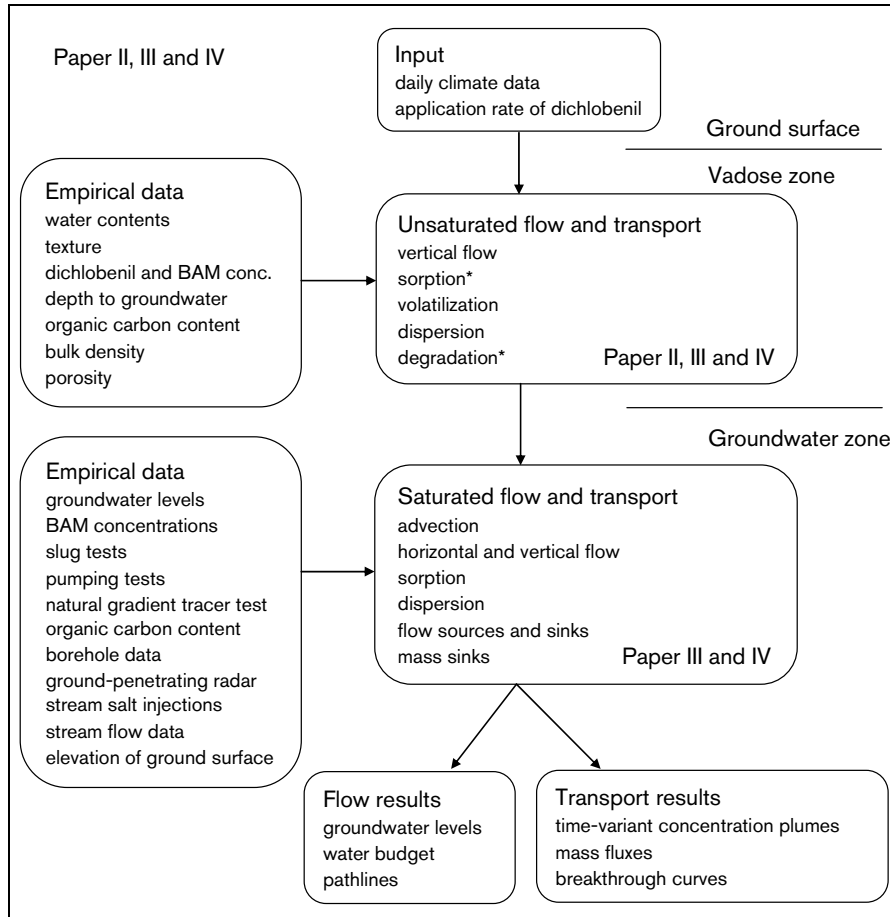 Paper II, III and IV
Input
daily climate data
application rate of dichlobenil
Ground surface
Vadose zone
Empirical data
water contents
texture
dichlobenil and BAM conc.
depth to groundwater
organic carbon content
bulk density
porosity
Unsaturated flow and transport
vertical flow
sorption*
volatilization
dispersion
degradation*
Paper II, III and IV
Groundwater zone
Empirical data
groundwater levels
BAM concentrations
slug tests
pumping tests
natural gradient tracer test
organic carbon content
borehole data
ground-penetrating radar
stream salt injections
stream flow data
elevation of ground surface
Saturated flow and transport
advection
horizontal and vertical flow
sorption
dispersion
flow sources and sinks
mass sinks
Paper III and IV
Flow results
groundwater levels
water budget
pathlines
Transport results
time-variant concentration plumes
mass fluxes
breakthrough curves